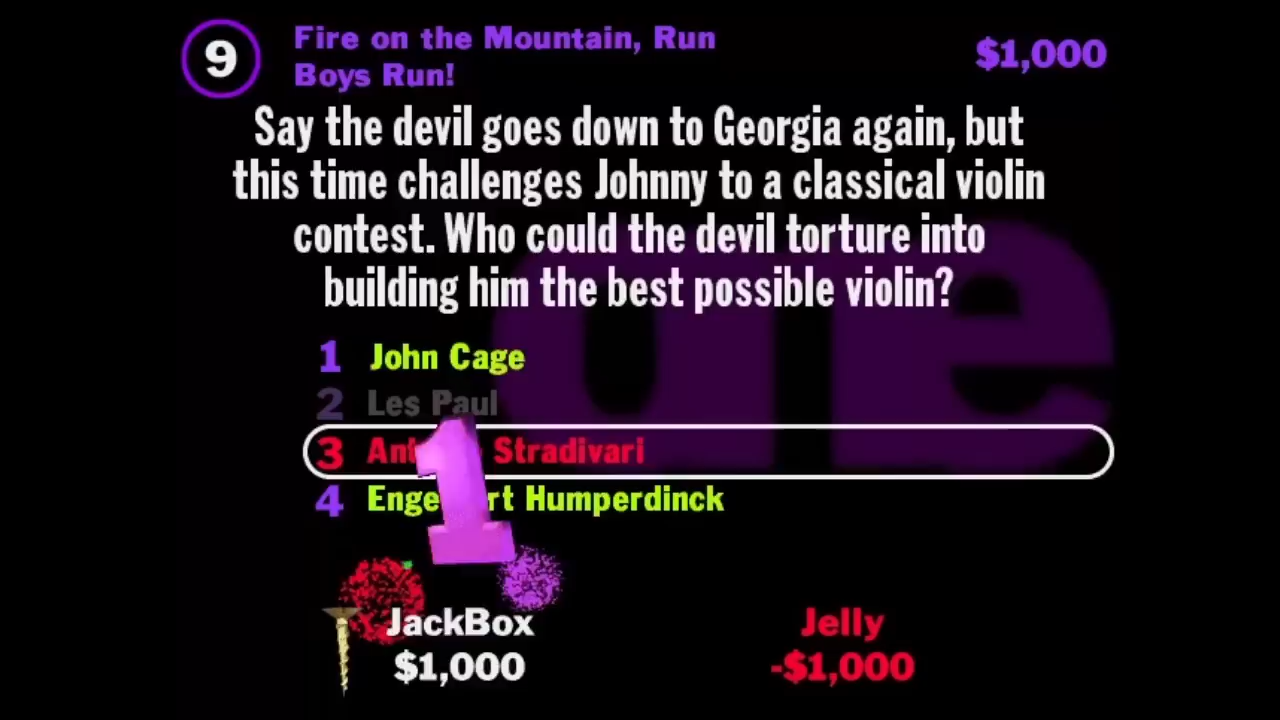 9
Fire on the Mountain, Run
Boys Run!
$1,000
Say the devil goes down to Georgia again, but
this time challenges Johnny to a classical violin
contest. Who could the devil torture into
building him the best possible violin?
1 John Cage
2 Les Paul
3 Stradivari
4 Humperdinck
1
JackBox
$1,000
Jelly
-$1,000